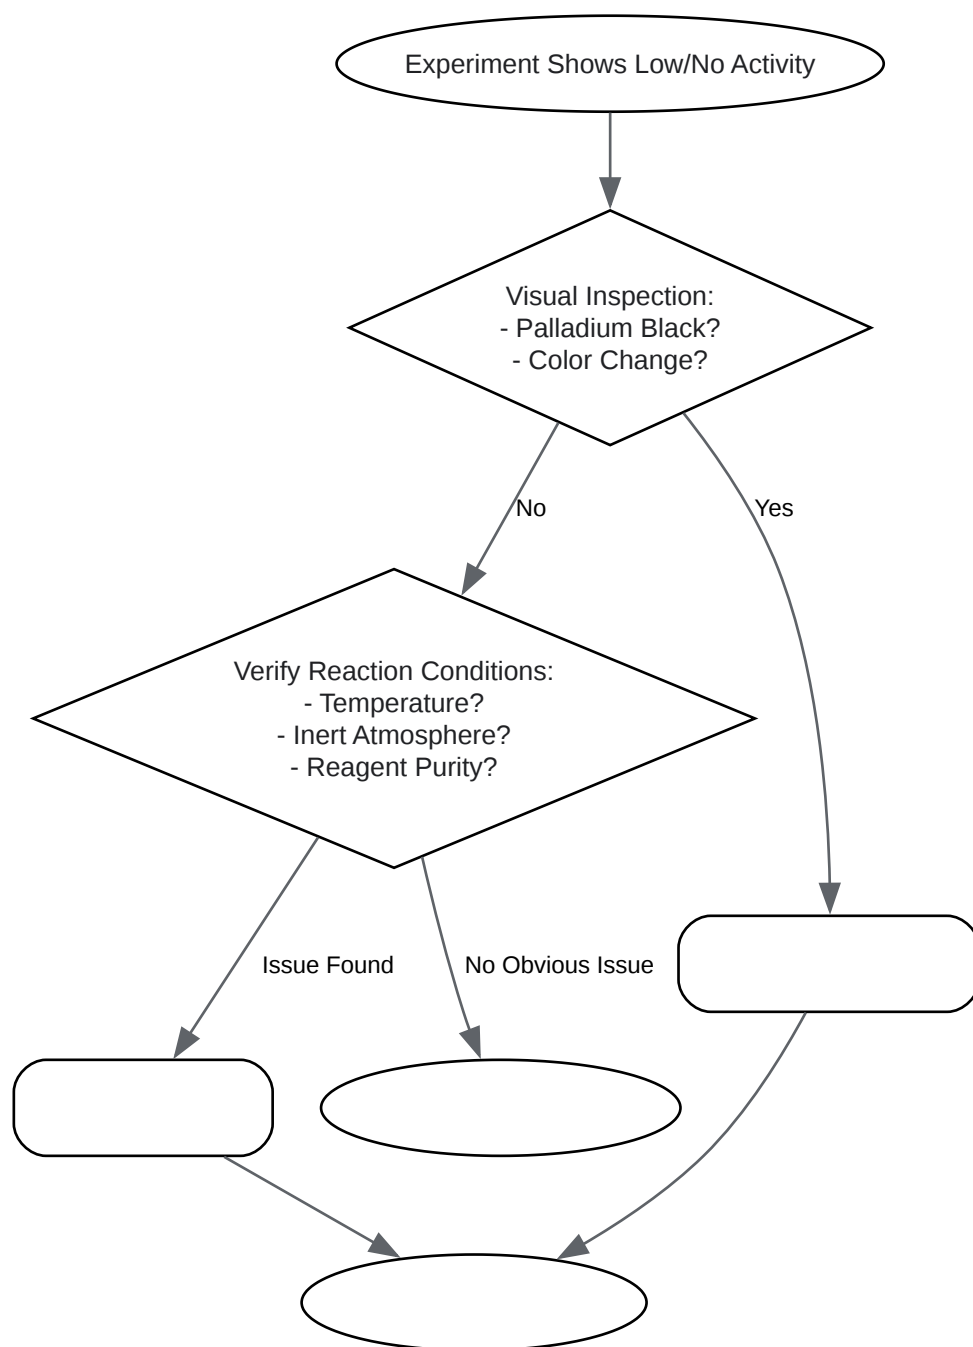 Experiment Shows Low/No Activity
Visual Inspection:
- Palladium Black?
- Color Change?
No
Yes
Verify Reaction Conditions:
- Temperature?
- Inert Atmosphere?
- Reagent Purity?
Issue Found
No Obvious Issue